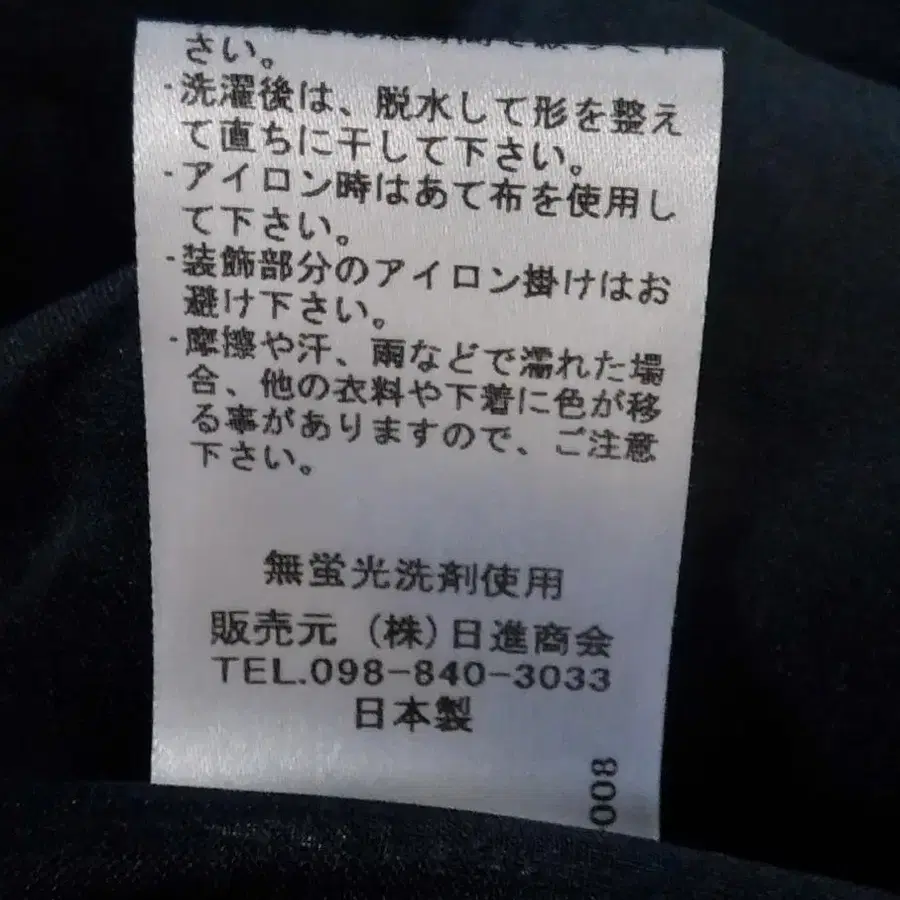 さい。
・洗濯後は、脱水して形を整え
て直ちに干して下さい。
・アイロン時はあて布を使用し
て下さい。
・装飾部分のアイロン掛けはお
避け下さい。
・摩擦や汗、雨などで濡れた場
合、他の衣料や下着に色が移
る事がありますので、ご注意
下さい。
無蛍光洗剤使用
販売元 (株)日進商会
TEL.098-840-3033
日本製
008